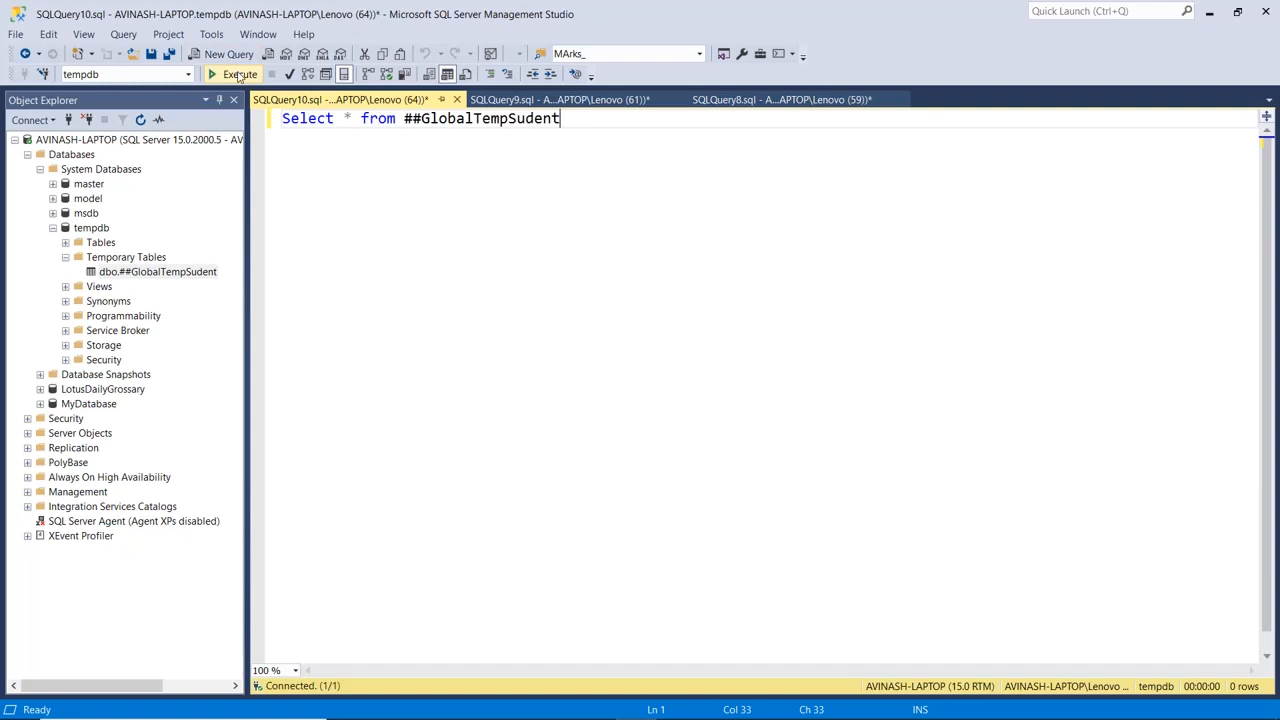 SQLQuery10.sql - AVINASH-LAPTOP.tempdb (AVINASH-LAPTOP\Lenovo (64))* - Microsoft SQL Server Management Studio
Quick Launch (Ctrl+Q)
File Edit View Query Project Tools Window Help
New Query MArks_
tempdb Execute
Object Explorer
SQLQuery10.sql -...APTOP\Lenovo (64))*
SQLQuery9.sql - A...APTOP\Lenovo (61))*
SQLQuery8.sql - A...APTOP\Lenovo (59))*
Connect
Select * from ##GlobalTempSudent
AVINASH-LAPTOP (SQL Server 15.0.2000.5 - AV
Databases
System Databases
master
model
msdb
tempdb
Tables
Temporary Tables
dbo.##GlobalTempSudent
Views
Synonyms
Programmability
Service Broker
Storage
Security
Database Snapshots
LotusDailyGrossary
MyDatabase
Security
Server Objects
Replication
PolyBase
Always On High Availability
Management
Integration Services Catalogs
SQL Server Agent (Agent XPs disabled)
XEvent Profiler
100 %
Connected. (1/1) AVINASH-LAPTOP (15.0 RTM) AVINASH-LAPTOP\Lenovo ... tempdb 00:00:00 0 rows
Ready Ln 1 Col 33 Ch 33 INS